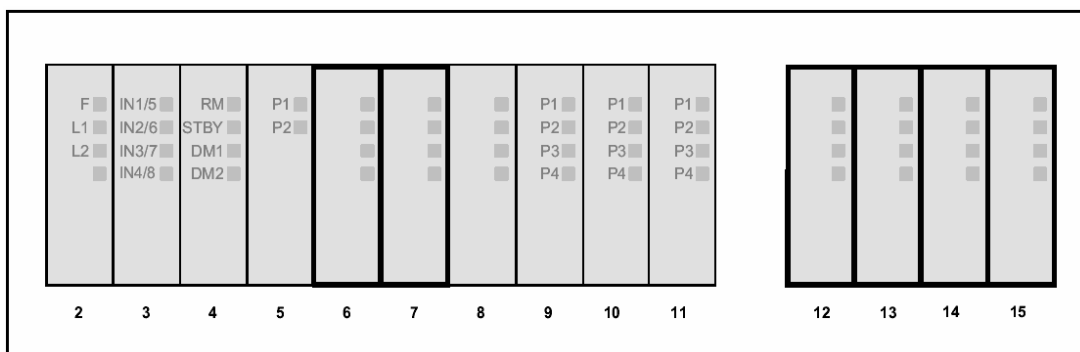 F IN1/5 RM P1 P1 P1 P1
L1 IN2/6 STBY P2 P2 P2 P2
L2 IN3/7 DM1 P3 P3 P3
IN4/8 DM2 P4 P4 P4
2 3 4 5 6 7 8 9 10 11 12 13 14 15